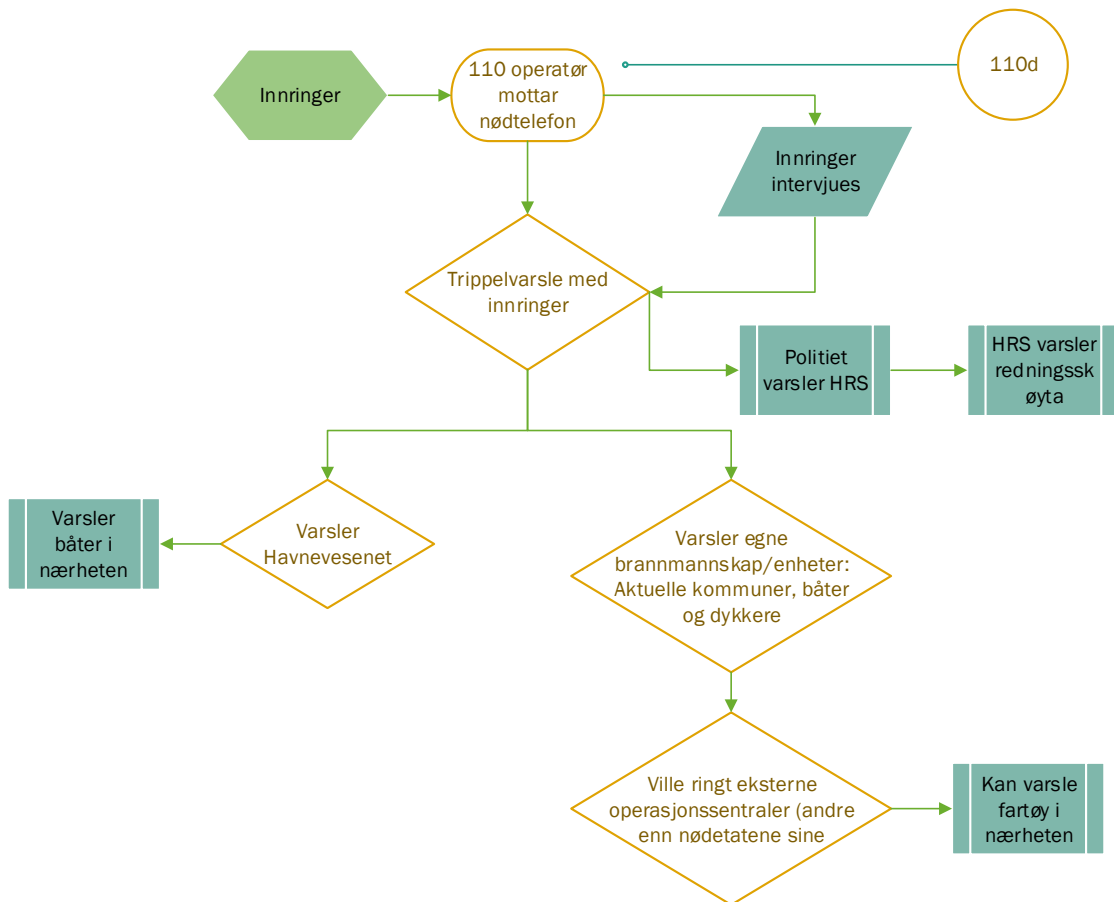 Innringer
110 operatør
mottar
nødtelefon
110d
Innringer
intervjues
Trippelvarsle med
innringer
Politiet
varsler HRS
HRS varsler
redningssk
øyta
Varsler
båter i
nærheten
Varsler
Havnevesenet
Varsler egne
brannmannskap/enheter:
Aktuelle kommuner, båter
og dykkere
Ville ringt eksterne
operasjonssentraler (andre
enn nødetatene sine
Kan varsle
fartøy i
nærheten